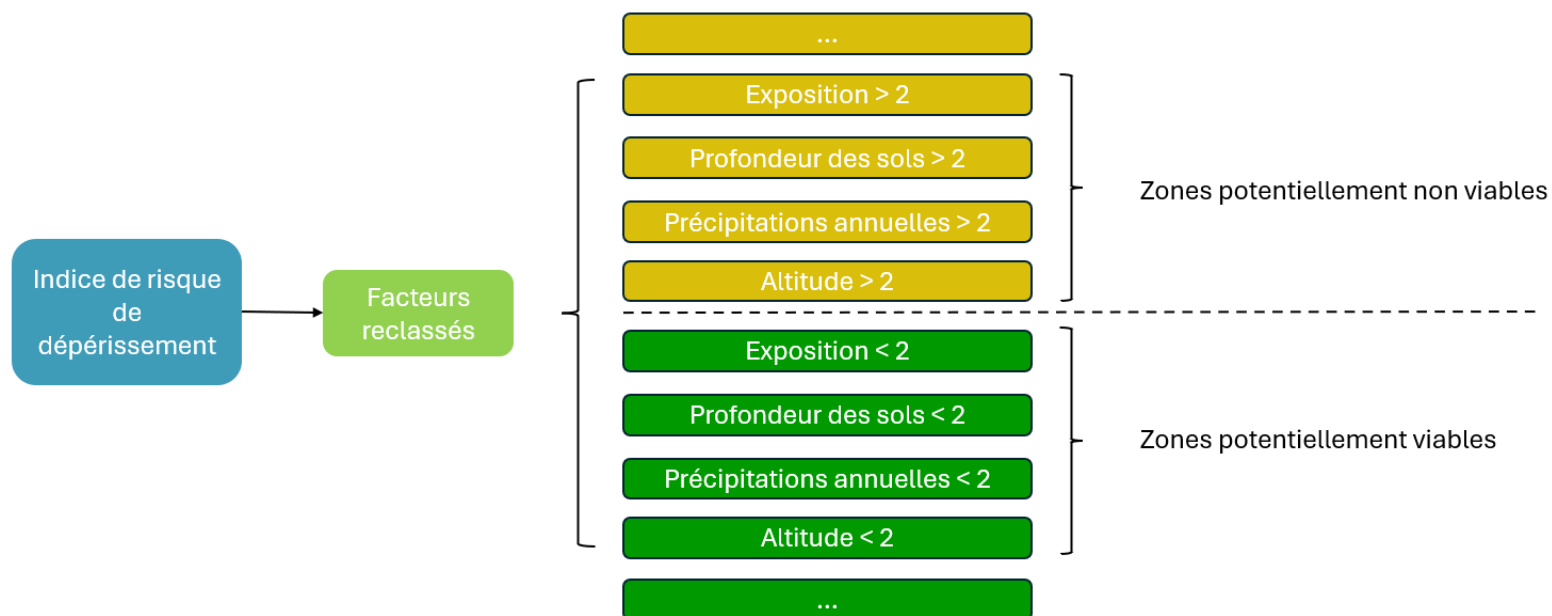 Indice de risque
de
dépérissement
Facteurs
reclassés
...
Exposition > 2
Profondeur des sols > 2
Précipitations annuelles > 2
Altitude > 2
Zones potentiellement non viables
Exposition < 2
Profondeur des sols < 2
Précipitations annuelles < 2
Altitude < 2
...
Zones potentiellement viables